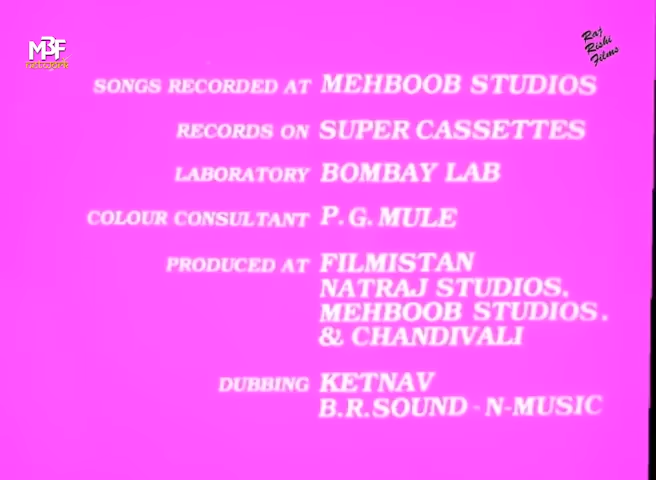 MBF
Raj
Rishi
Films
SONGS RECORDED AT MEHBOOB STUDIOS
RECORDS ON SUPER CASSETTES
LABORATORY BOMBAY LAB
COLOUR CONSULTANT P. G. MULE
PRODUCED AT FILMISTAN
NATRAJ STUDIOS.
MEHBOOB STUDIOS.
& CHANDIVALI
DUBBING KETNAV
B.R.SOUND-N-MUSIC